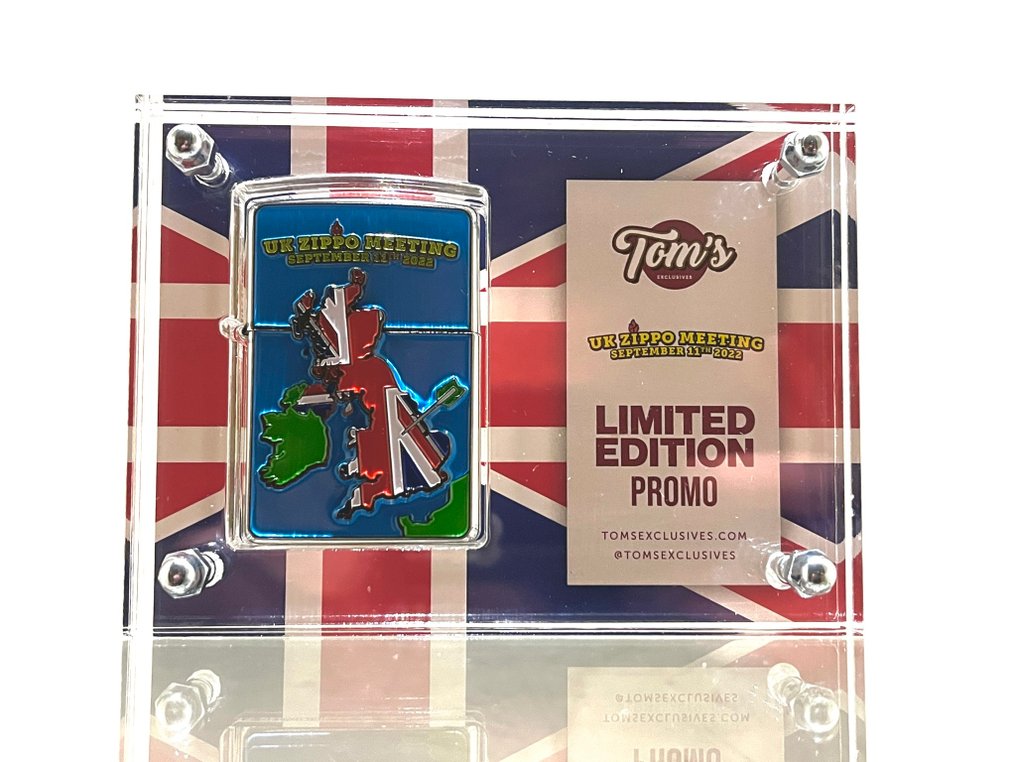 UK ZIPPO MEETING
SEPTEMBER 11TH 2022
Tom's
EXCLUSIVES
UK ZIPPO MEETING
SEPTEMBER 11TH 2022
LIMITED
EDITION
PROMO
TOMSEXCLUSIVES.COM
@TOMSEXCLUSIVES